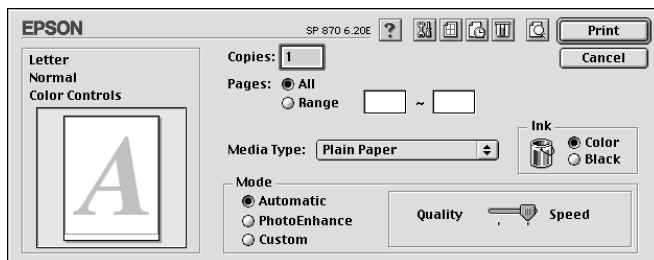 EPSON
SP 870 6.20E
?
Print
Cancel
Letter
Normal
Color Controls
A
Copies: 1
Pages: All
Range ~
Media Type: Plain Paper
Ink
Color
Black
Mode
Automatic
PhotoEnhance
Custom
Quality Speed